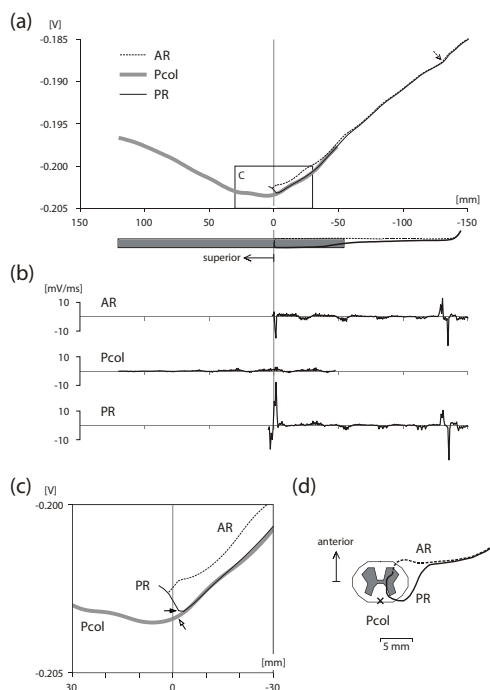 (a)
[V]
-0.185
-0.190
-0.195
-0.200
-0.205
AR
Pcol
PR
C
[mm]
150 100 50 0 -50 -100 -150
superior
(b)
[mV/ms]
10
-10
AR
10
-10
Pcol
10
-10
PR
(c)
[V]
-0.200
-0.205
AR
PR
Pcol
[mm]
30 0 -30
(d)
anterior
AR
PR
Pcol
5 mm